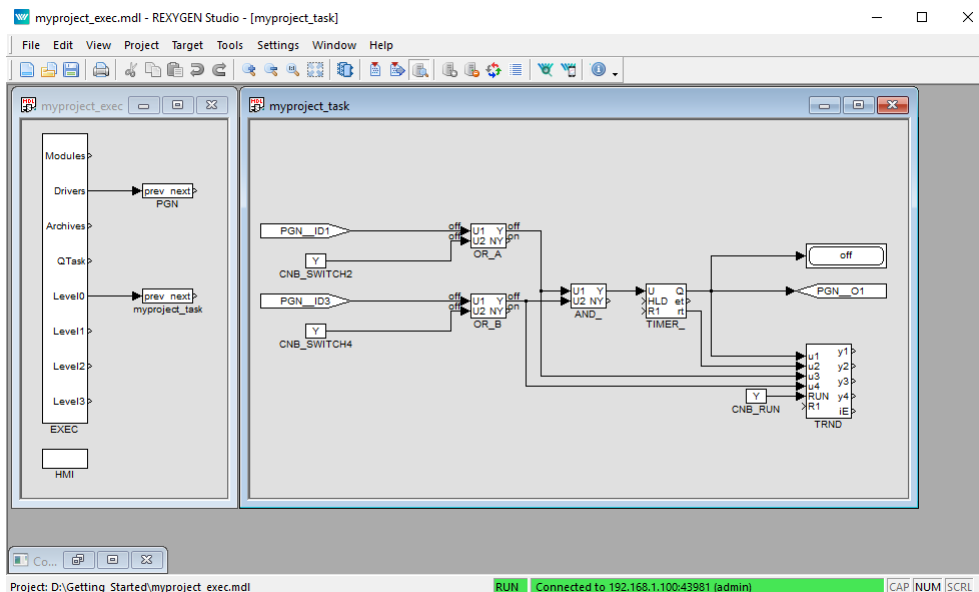 myproject_exec.mdl - REXYGEN Studio - [myproject_task]
File Edit View Project Target Tools Settings Window Help
myproject_exec
Modules
Drivers
prev next
PGN
Archives
QTask
Level0
prev next
myproject_task
Level1
Level2
Level3
EXEC
HMI
myproject_task
PGN__ID1
off off
off on
U1 Y
U2 NY
OR_A
Y
CNB_SWITCH2
PGN__ID3
off off
off on
U1 Y
U2 NY
OR_B
Y
CNB_SWITCH4
U1 Y
U2 NY
AND_
U Q
HLD et
R1 rt
TIMER_
off
PGN__O1
u1 y1
u2 y2
u3 y3
u4
RUN y4
R1 iE
TRND
Y
CNB_RUN
Co...
Project: D:\Getting_Started\myproject_exec.mdl RUN Connected to 192.168.1.100:43981 (admin) CAP NUM SCRL